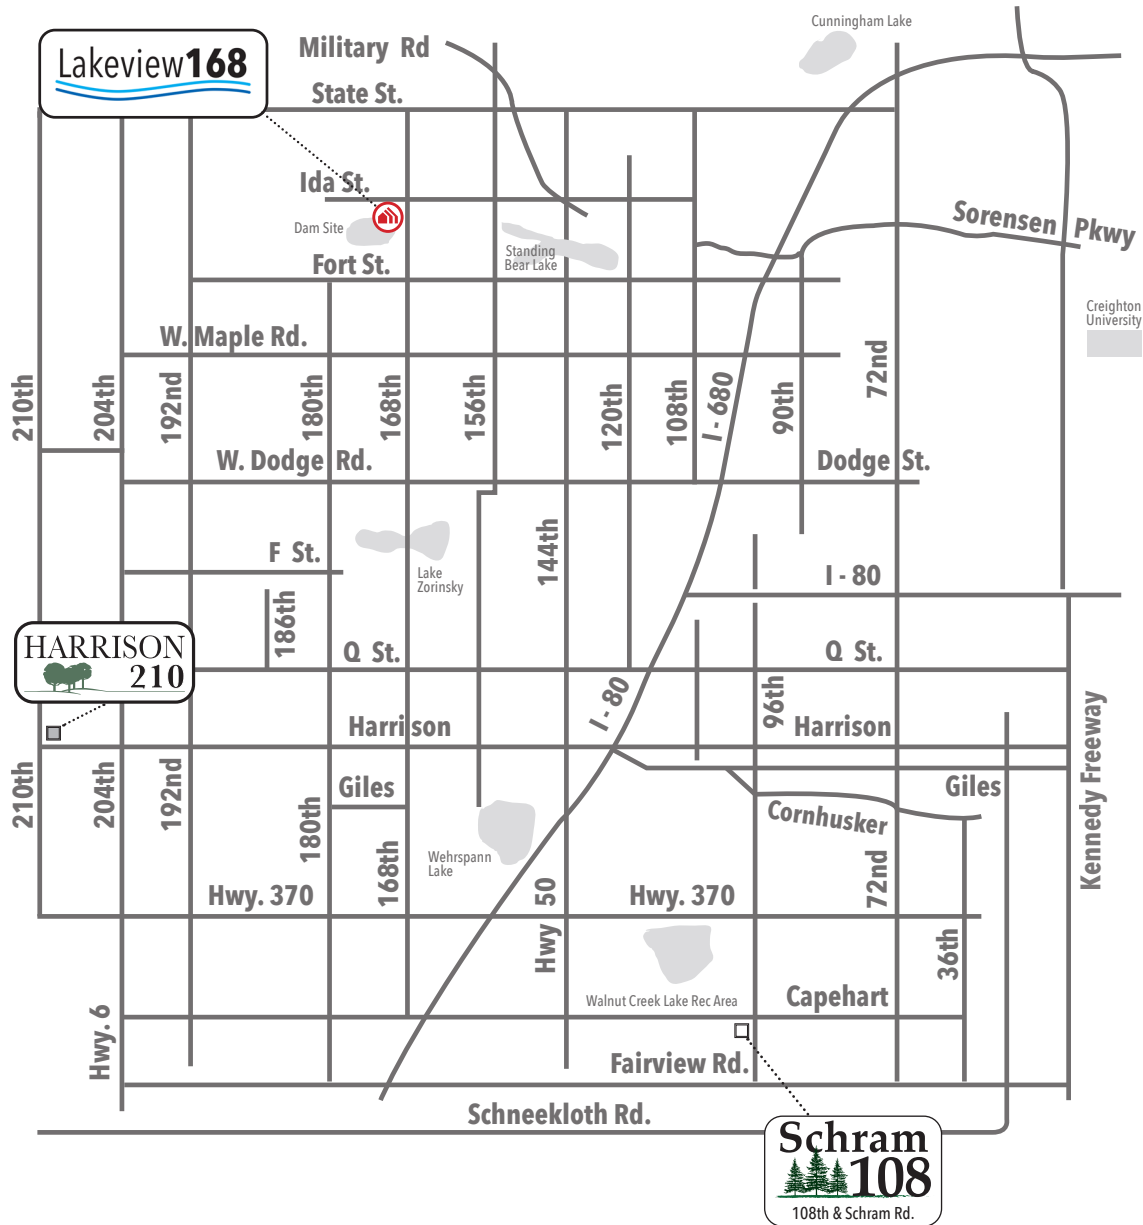 Cunningham Lake
Military Rd
Lakeview168
State St.
Ida St.
Dam Site
Sorensen Pkwy
Standing
Bear Lake
Fort St.
Creighton
University
W. Maple Rd.
210th
204th
192nd
180th
168th
156th
120th
108th
I - 680
90th
72nd
W. Dodge Rd.
Dodge St.
F St.
144th
Lake
Zorinsky
I - 80
186th
HARRISON
210
Q St.
Q St.
I - 80
96th
Harrison
Harrison
Kennedy Freeway
210th
204th
192nd
180th
Giles
Giles
Cornhusker
168th
Wehrspann
Lake
72nd
Hwy. 370
Hwy 50
Hwy. 370
36th
Walnut Creek Lake Rec Area
Capehart
Hwy. 6
Fairview Rd.
Schneekloth Rd.
Schram
108
108th & Schram Rd.